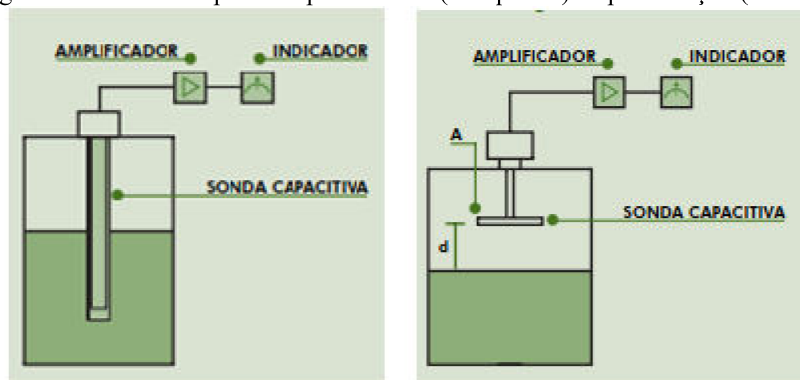 AMPLIFICADOR
INDICADOR
SONDA CAPACITIVA
AMPLIFICADOR
INDICADOR
A
SONDA CAPACITIVA
d